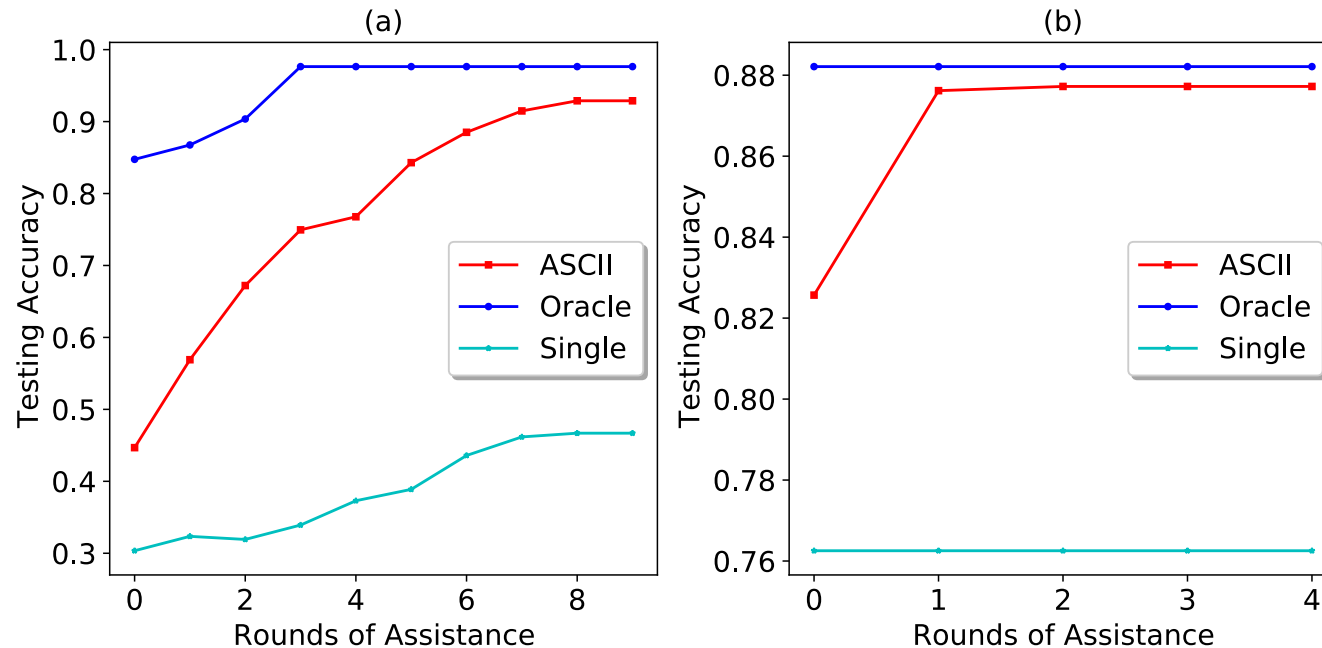 (a)
1.0
0.9
0.8
0.7
0.6
0.5
0.4
0.3
Testing Accuracy
ASCII
Oracle
Single
0 2 4 6 8
Rounds of Assistance
(b)
0.88
0.86
0.84
0.82
0.80
0.78
0.76
Testing Accuracy
ASCII
Oracle
Single
0 1 2 3 4
Rounds of Assistance